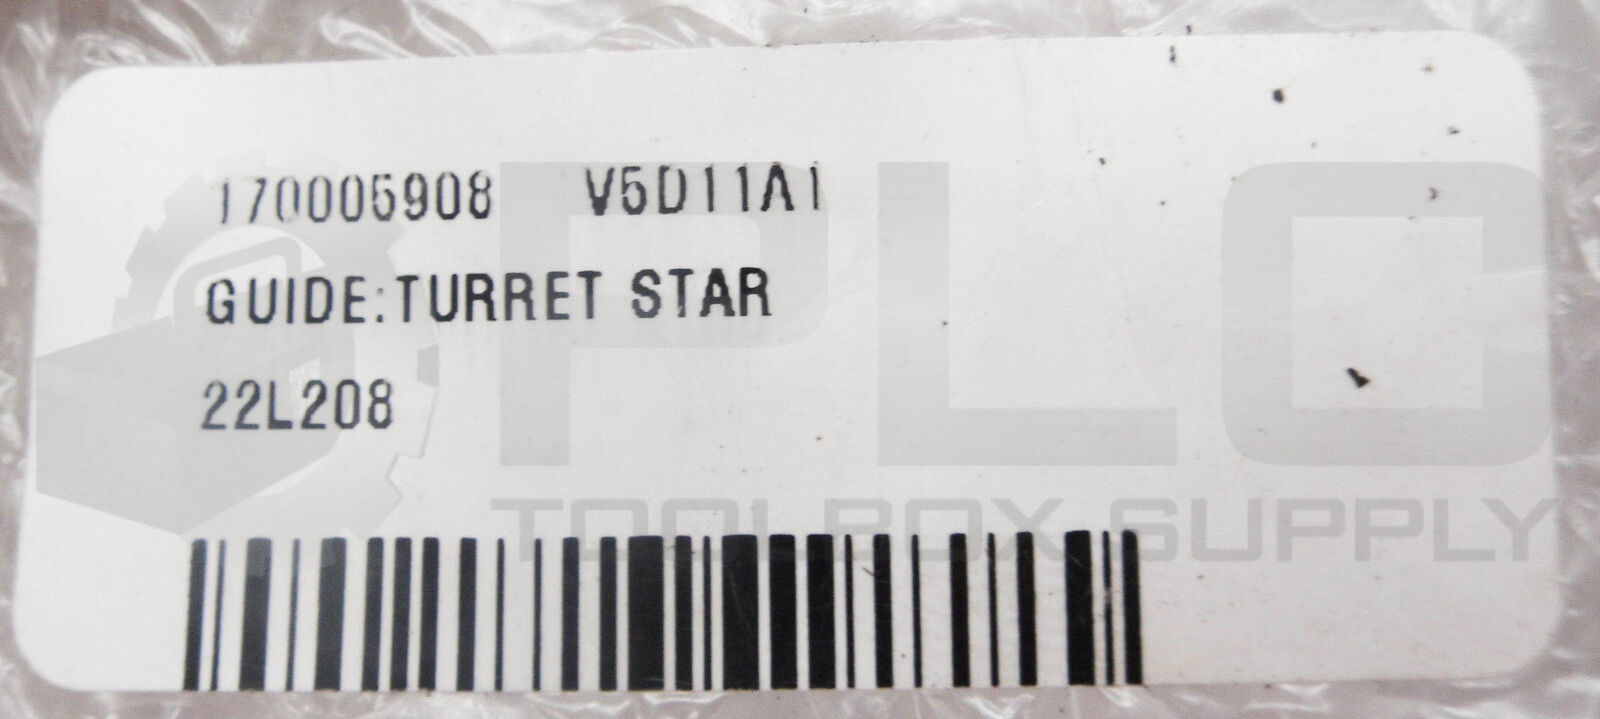 170005908 V5D11A1
GUIDE:TURRET STAR
22L208
PLC
TOOLBOX SUPPLY